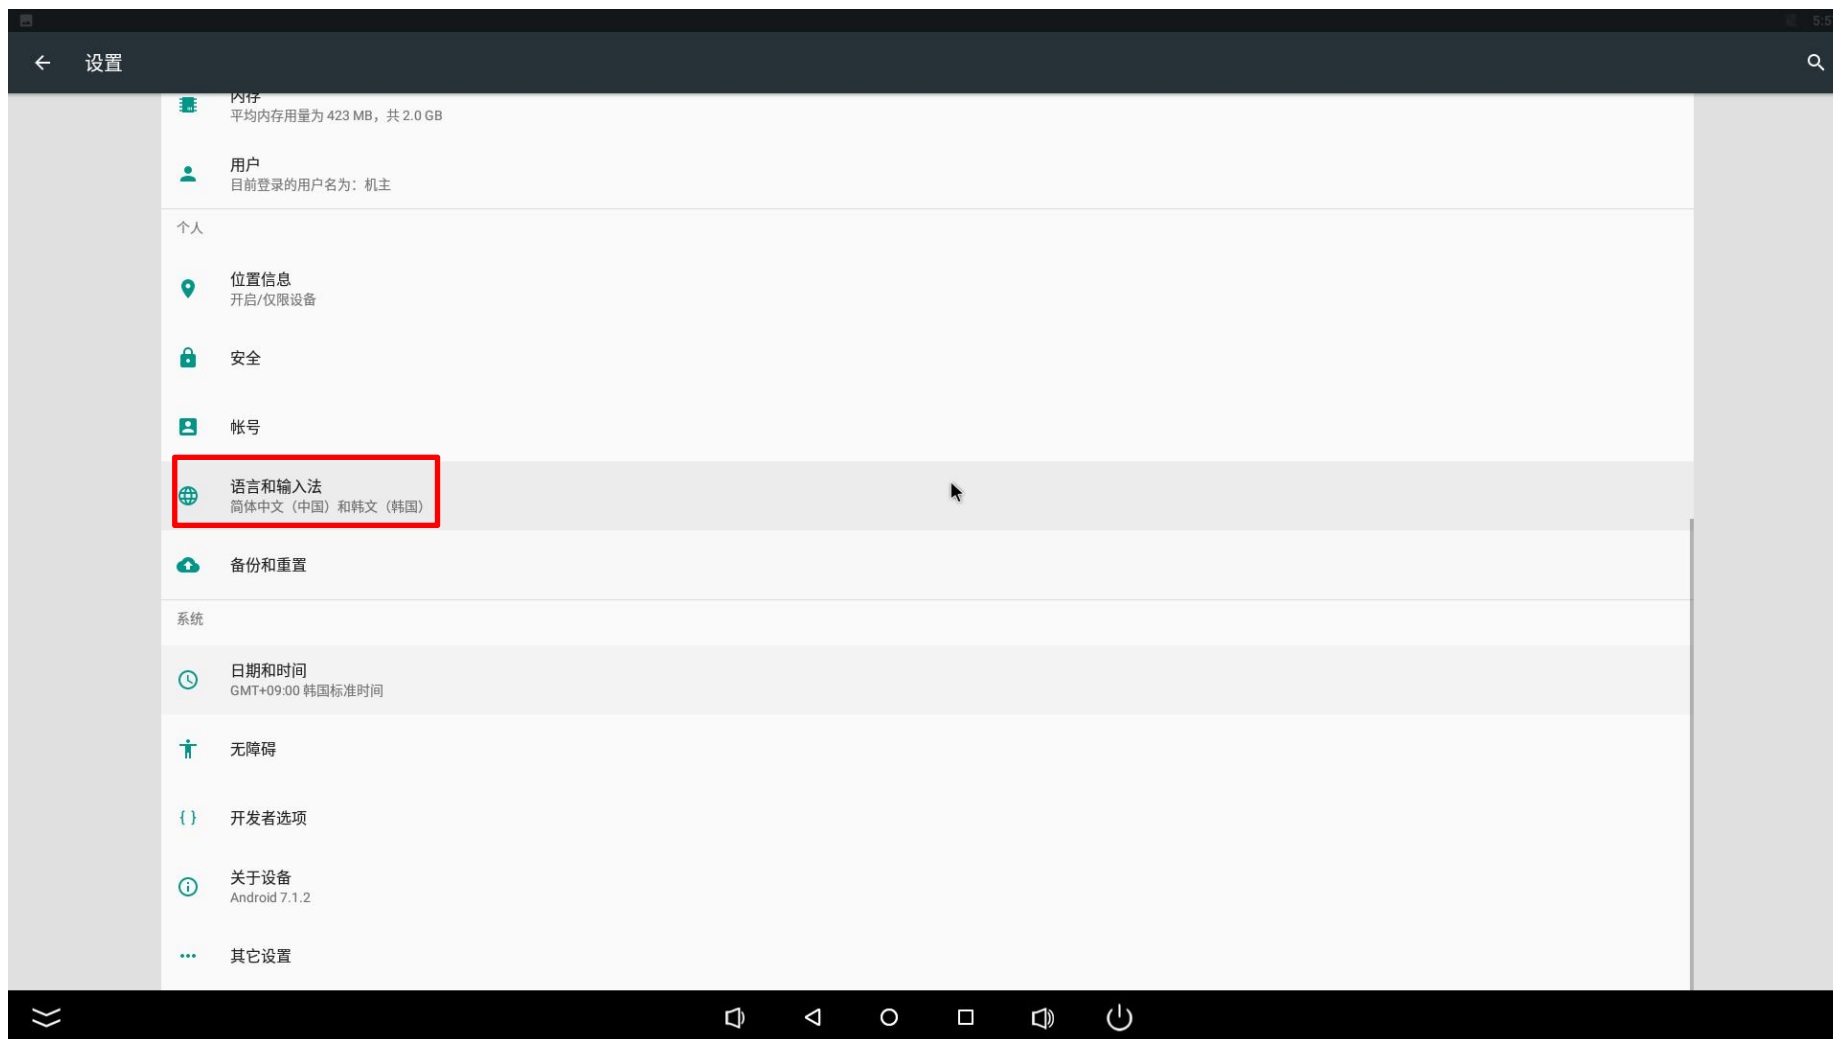 设置
内存
平均内存用量为 423 MB，共 2.0 GB
用户
目前登录的用户名为：机主
个人
位置信息
开启/仅限设备
安全
帐号
语言和输入法
简体中文（中国）和韩文（韩国）
备份和重置
系统
日期和时间
GMT+09:00 韩国标准时间
无障碍
开发者选项
关于设备
Android 7.1.2
其它设置